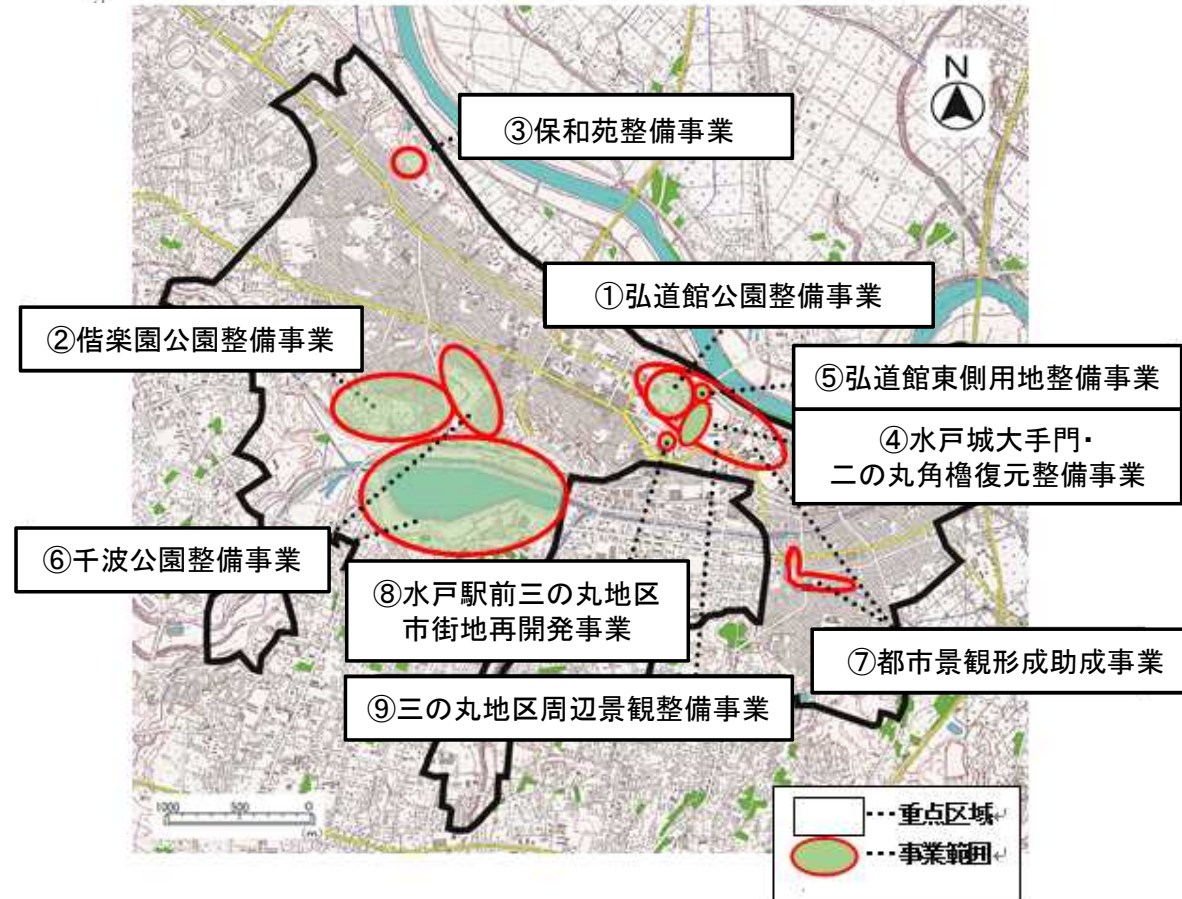 N
③保和苑整備事業
①弘道館公園整備事業
②偕楽園公園整備事業
⑤弘道館東側用地整備事業
④水戸城大手門・
二の丸角櫓復元整備事業
⑥千波公園整備事業
⑧水戸駅前三の丸地区
市街地再開発事業
⑦都市景観形成助成事業
⑨三の丸地区周辺景観整備事業
1000 500 0
(m)
・・・重点区域
・・・事業範囲